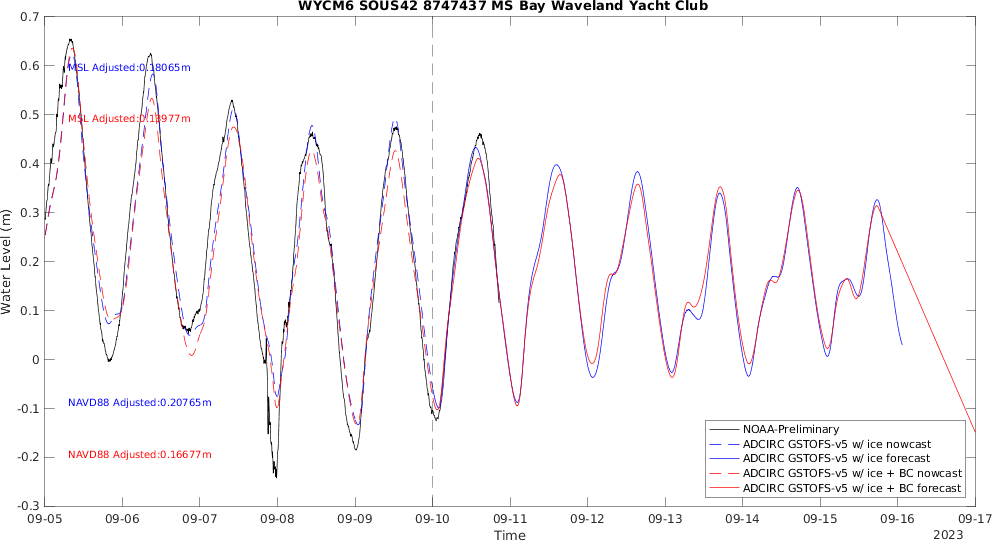 WYCM6 SOUS42 8747437 MS Bay Waveland Yacht Club
0.7
0.6
0.5
0.4
0.3
0.2
0.1
0
-0.1
-0.2
-0.3
Water Level (m)
MSL Adjusted:0.18065m
MSL Adjusted:0.13977m
NAVD88 Adjusted:0.20765m
NAVD88 Adjusted:0.16677m
NOAA-Preliminary
ADCIRC GSTOFS-v5 w/ ice nowcast
ADCIRC GSTOFS-v5 w/ ice forecast
ADCIRC GSTOFS-v5 w/ ice + BC nowcast
ADCIRC GSTOFS-v5 w/ ice + BC forecast
09-05 09-06 09-07 09-08 09-09 09-10 09-11 09-12 09-13 09-14 09-15 09-16 09-17
Time
2023